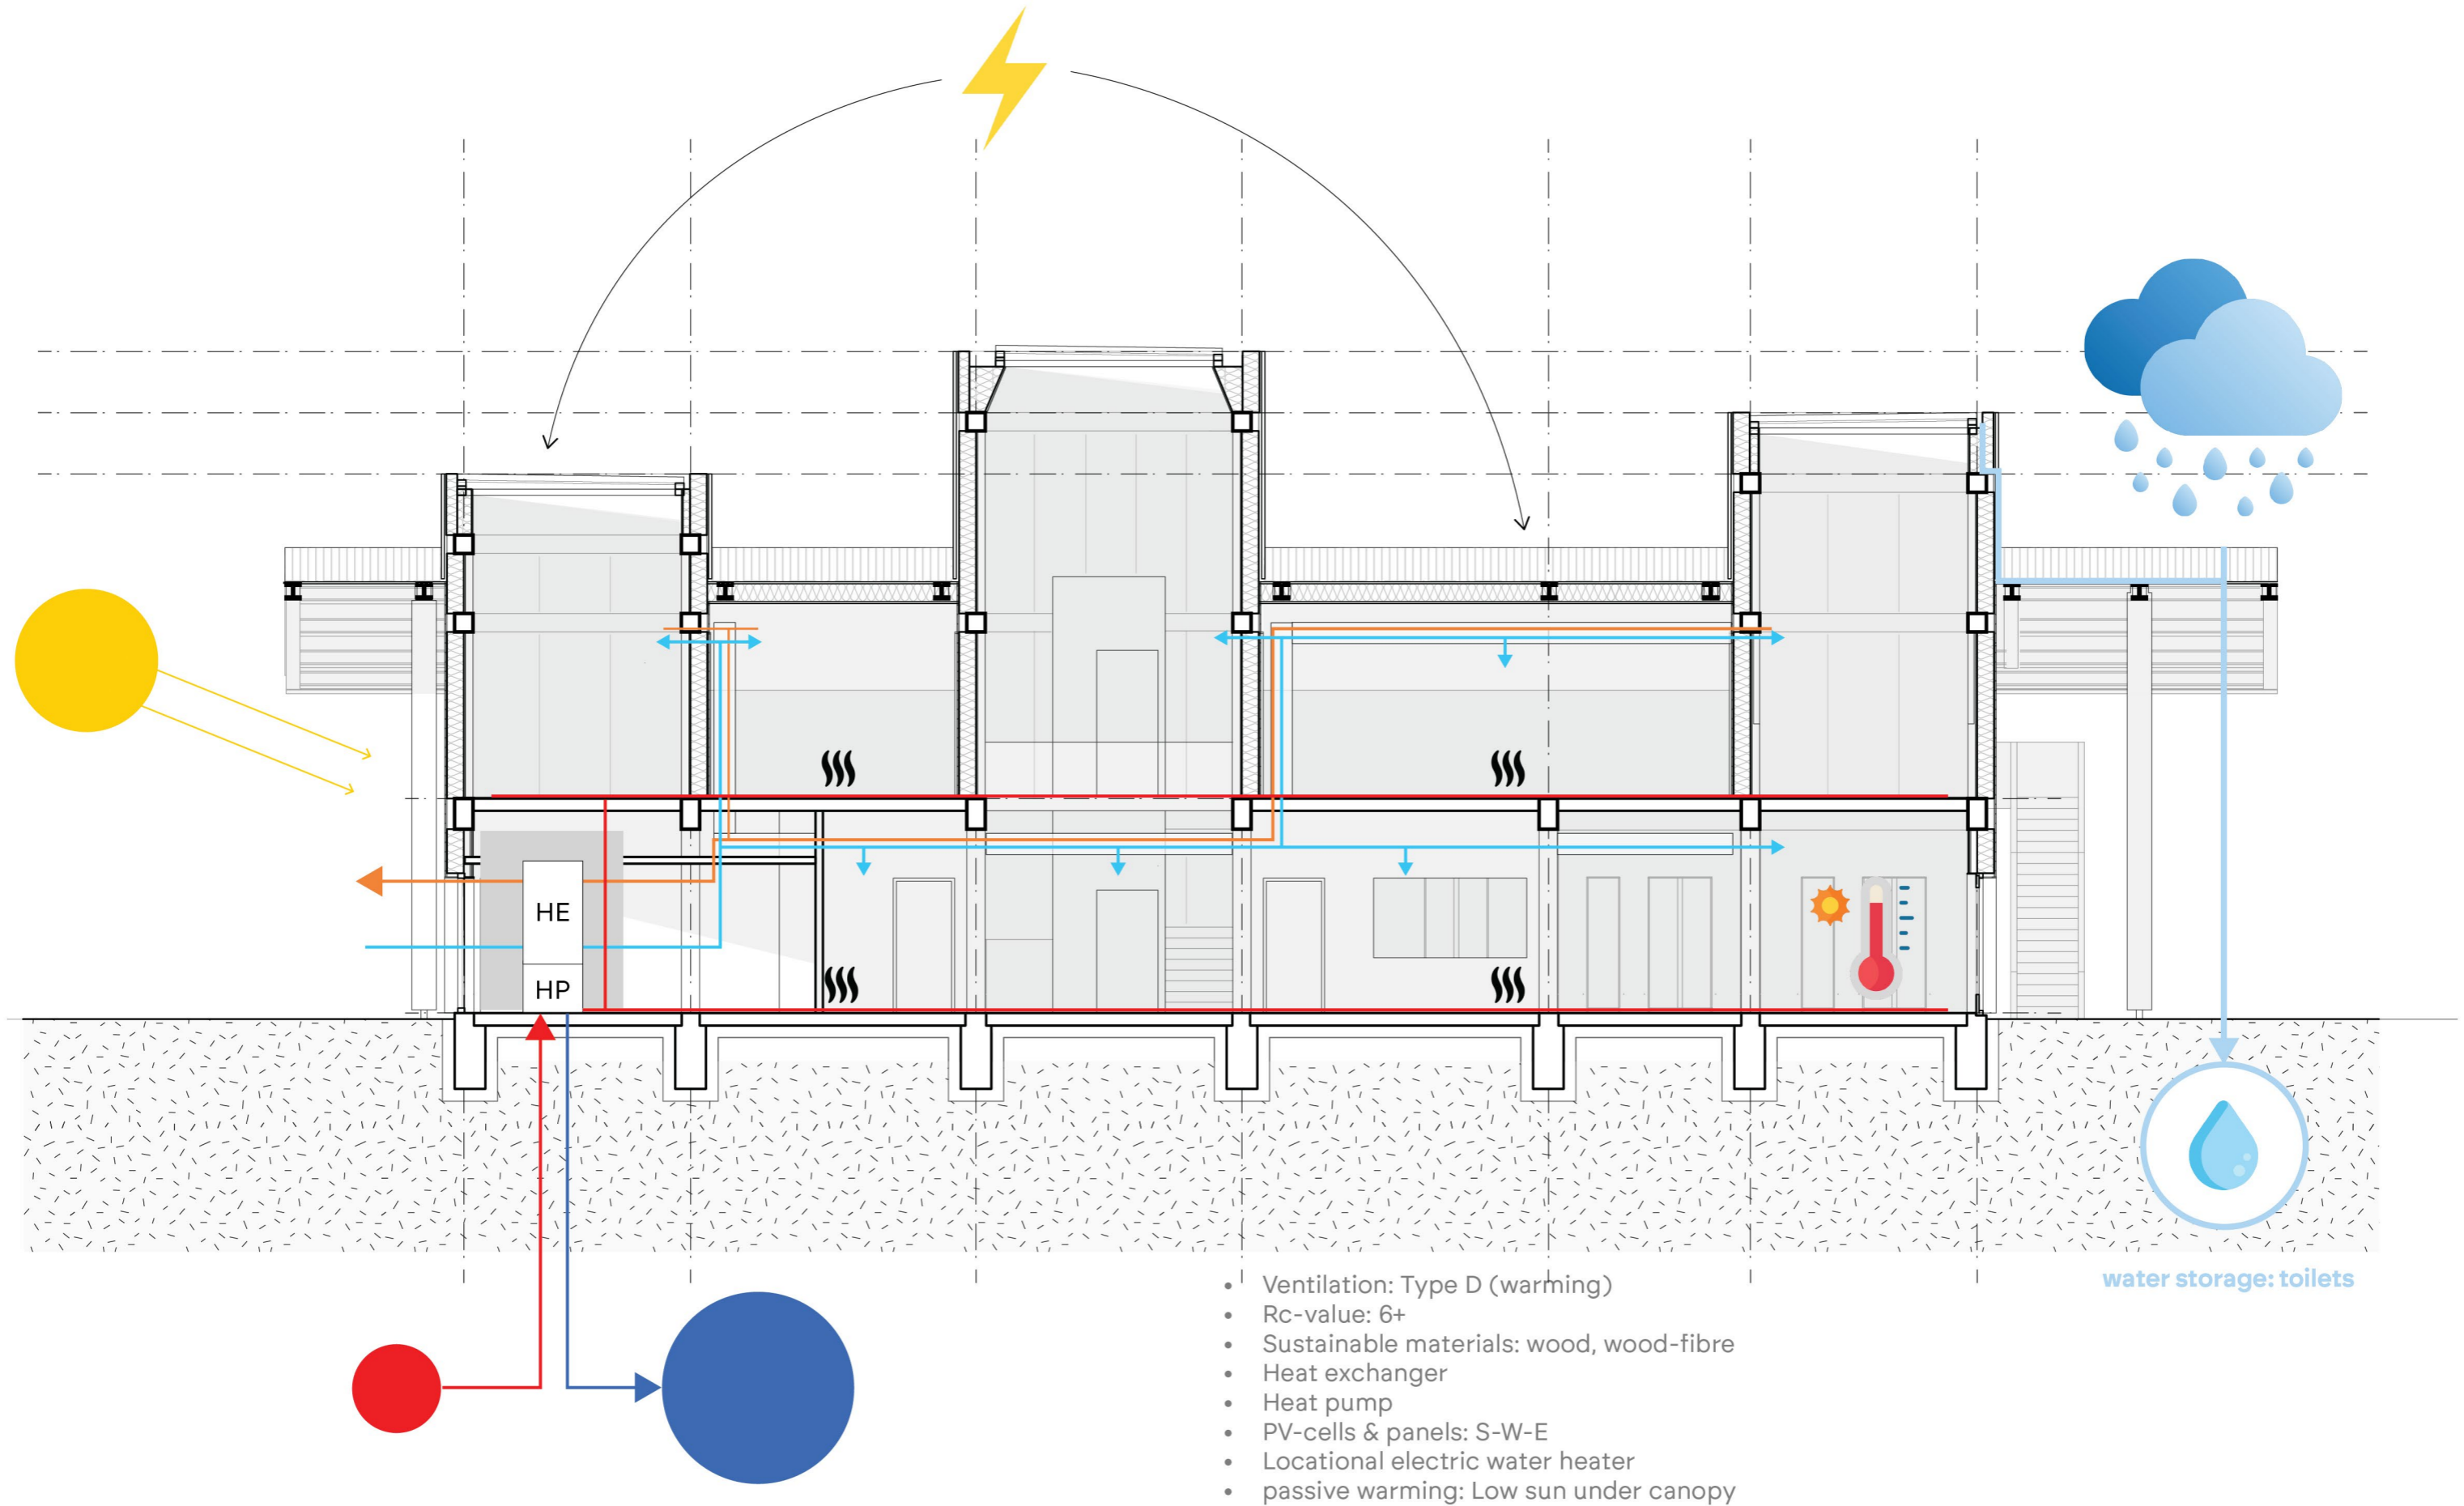 HE
HP
water storage: toilets
• Ventilation: Type D (warming)
• Rc-value: 6+
• Sustainable materials: wood, wood-fibre
• Heat exchanger
• Heat pump
• PV-cells & panels: S-W-E
• Locational electric water heater
• passive warming: Low sun under canopy